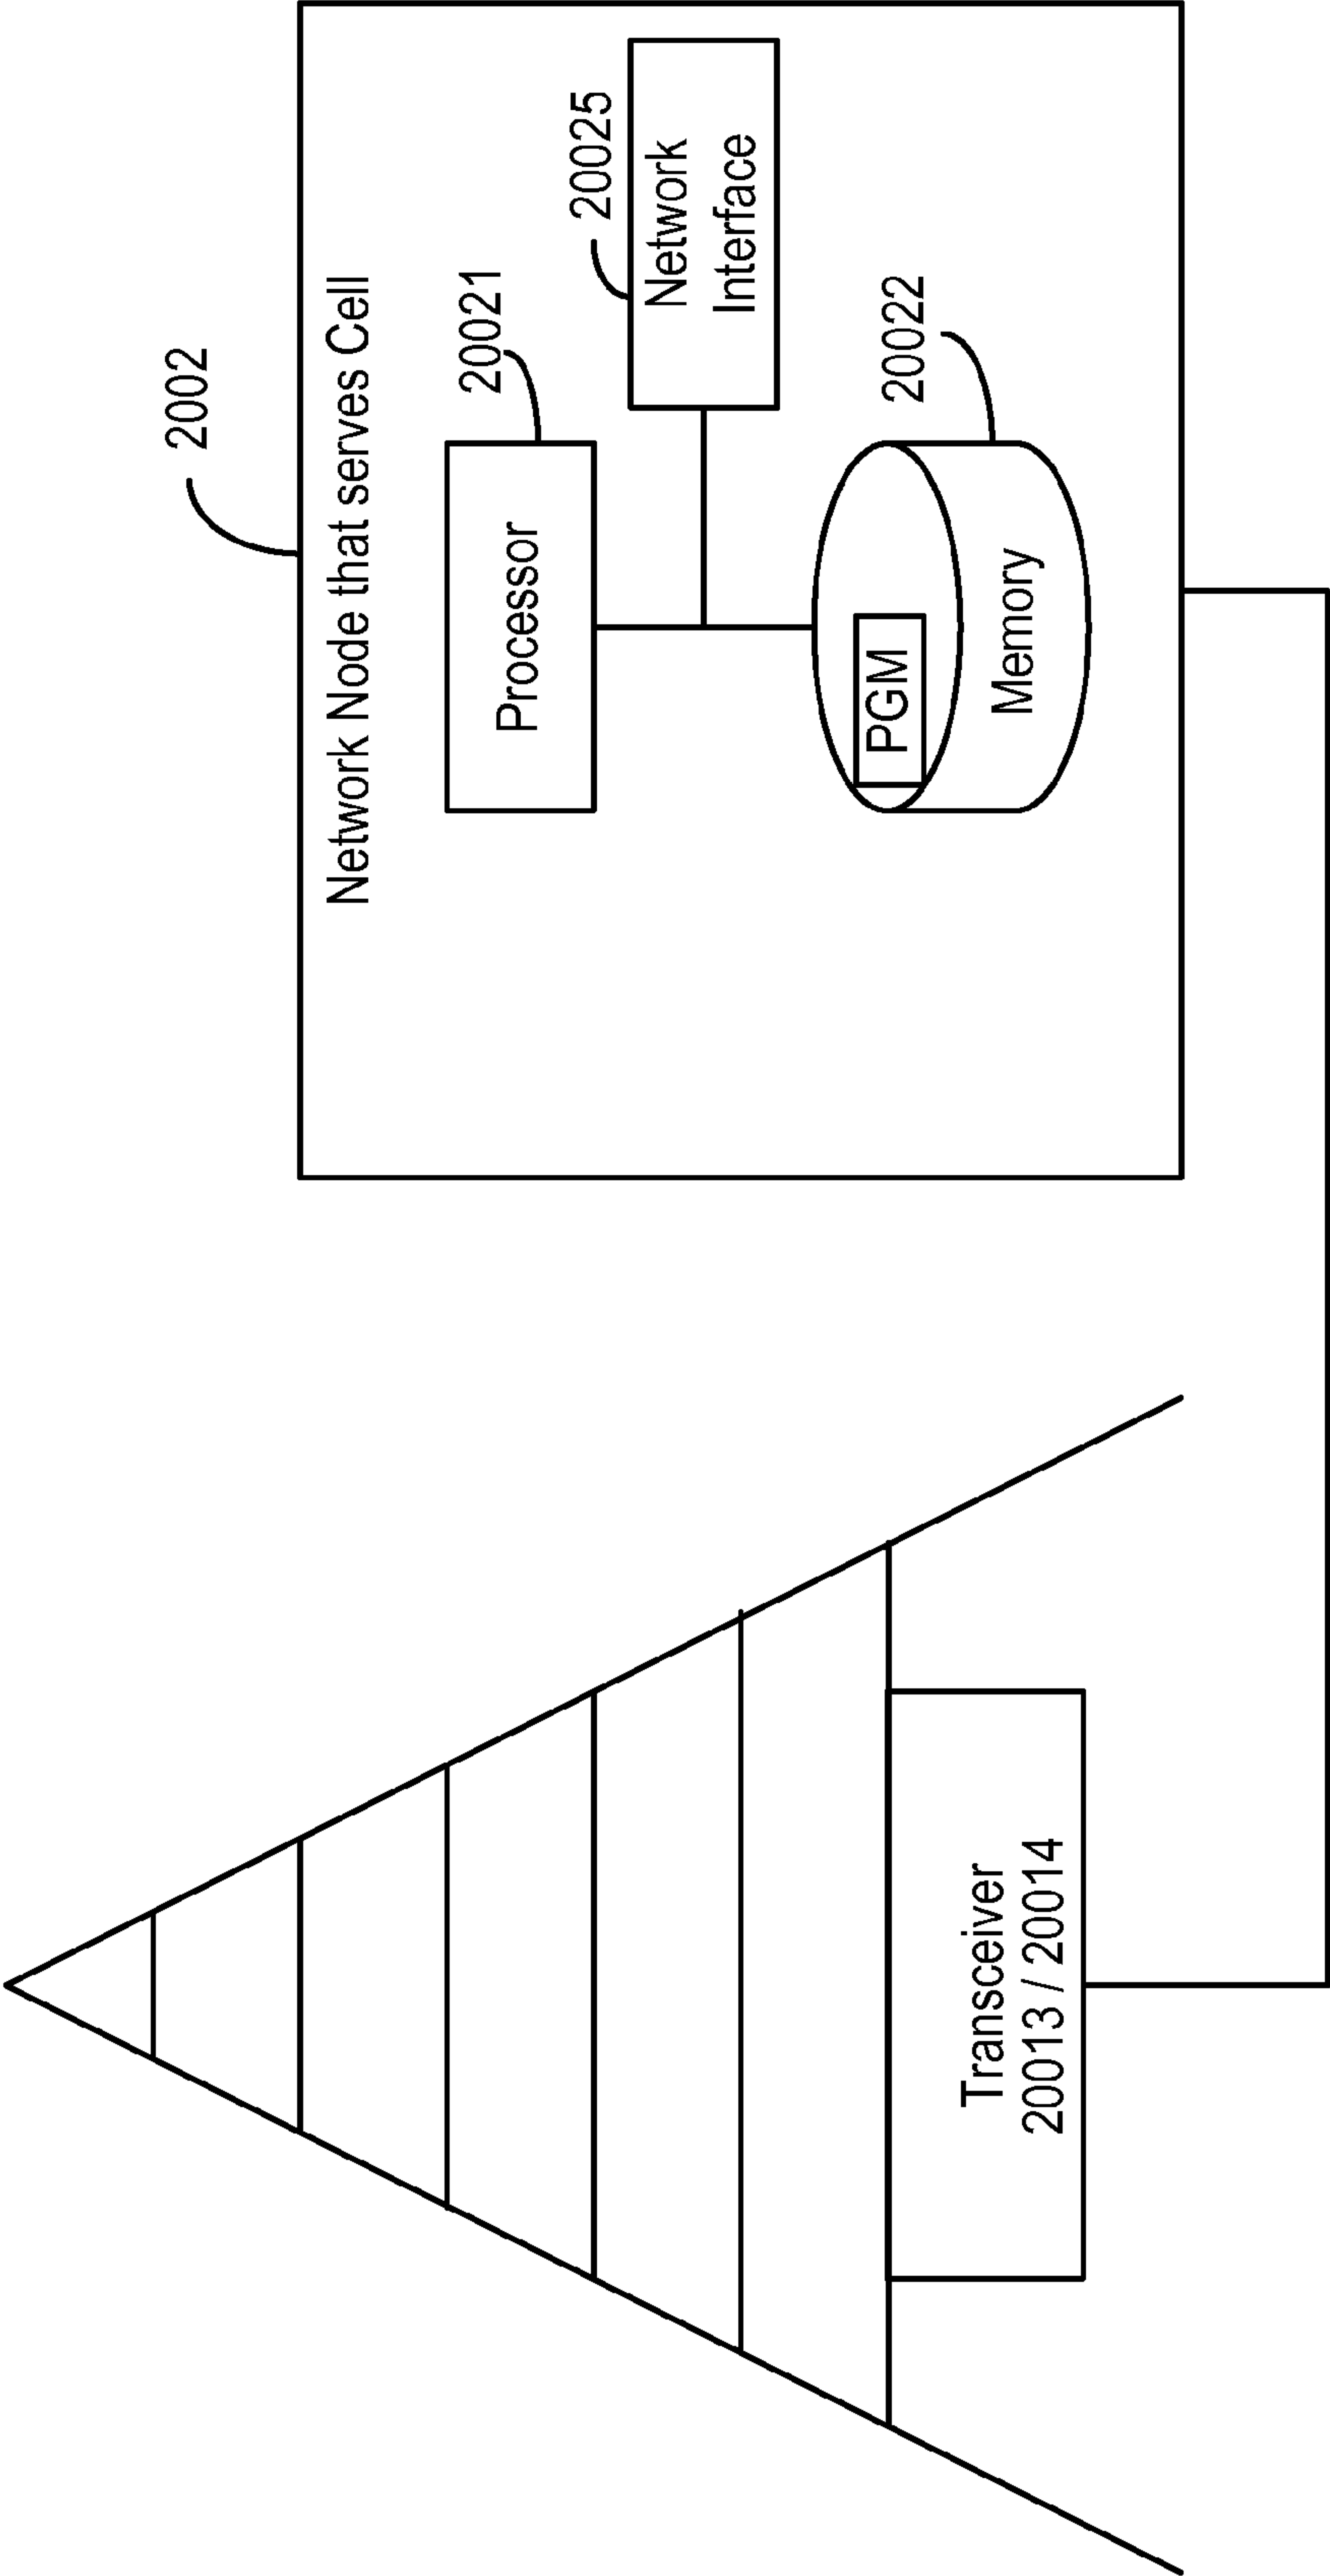 2002
Network Node that serves Cell
20021
Processor
20025
Network
Interface
20022
PGM
Memory
Transceiver
20013 / 20014